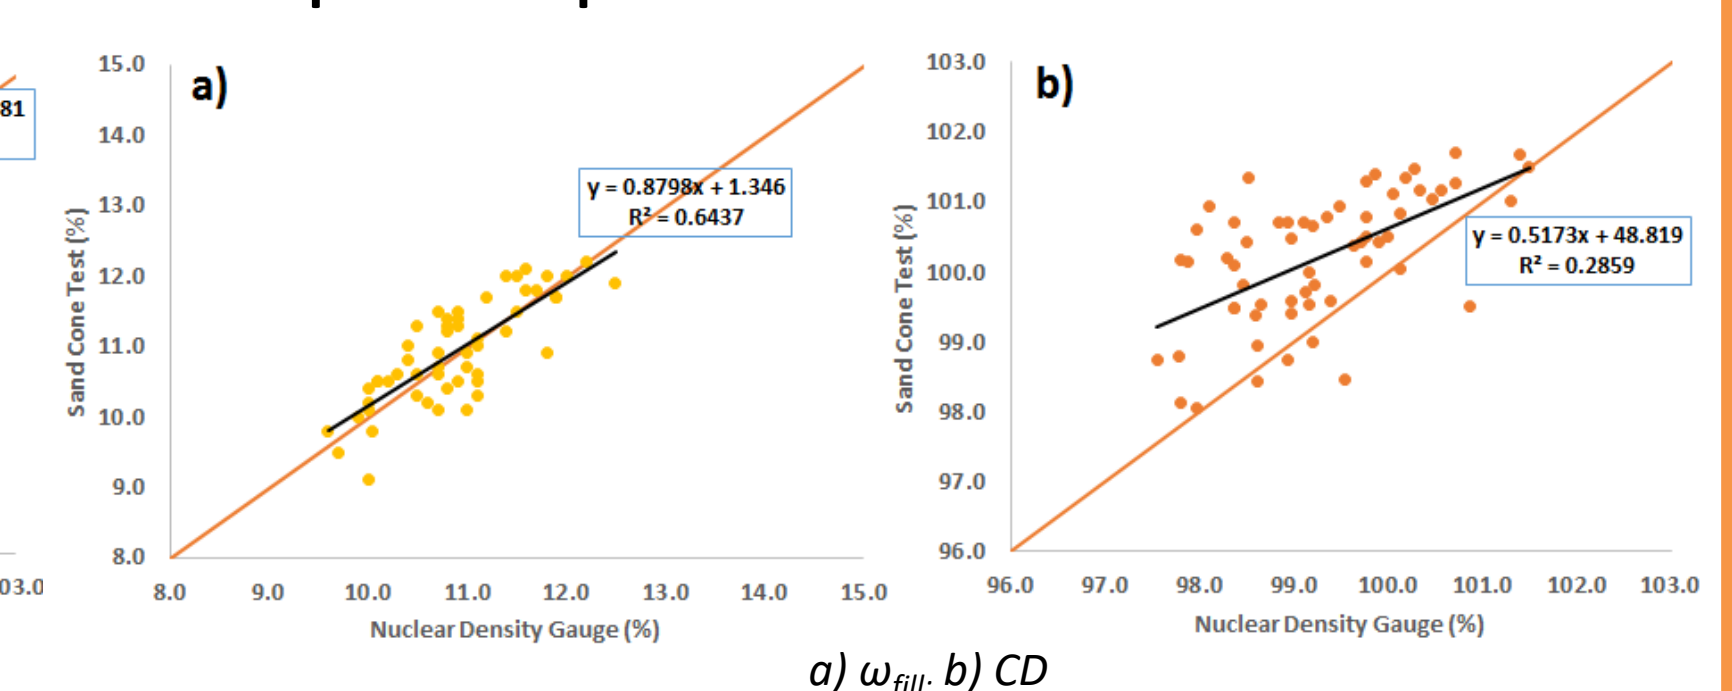 81
03.0
a)
15.0
14.0
13.0
12.0
11.0
10.0
9.0
8.0
Sand Cone Test (%)
y = 0.8798x + 1.346
R² = 0.6437
8.0 9.0 10.0 11.0 12.0 13.0 14.0 15.0
Nuclear Density Gauge (%)
b)
103.0
102.0
101.0
100.0
99.0
98.0
97.0
96.0
Sand Cone Test (%)
y = 0.5173x + 48.819
R² = 0.2859
96.0 97.0 98.0 99.0 100.0 101.0 102.0 103.0
Nuclear Density Gauge (%)
a) ωfill. b) CD